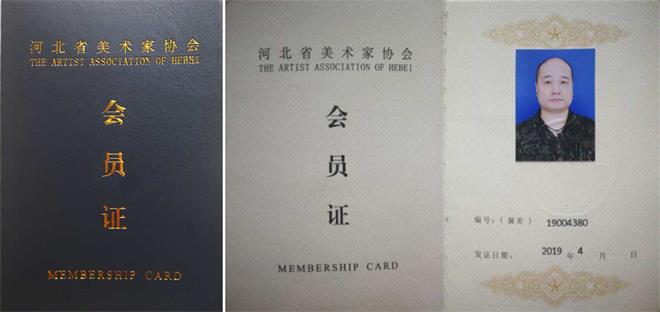 河北省美术家协会
THE ARTIST ASSOCIATION OF HEBEI
会
员
证
MEMBERSHIP CARD
河北省美术家协会
THE ARTIST ASSOCIATION OF HEBEI
会
员
证
MEMBERSHIP CARD
编号:(冀美) 19004380
发证日期: 2019 年 4 月 日